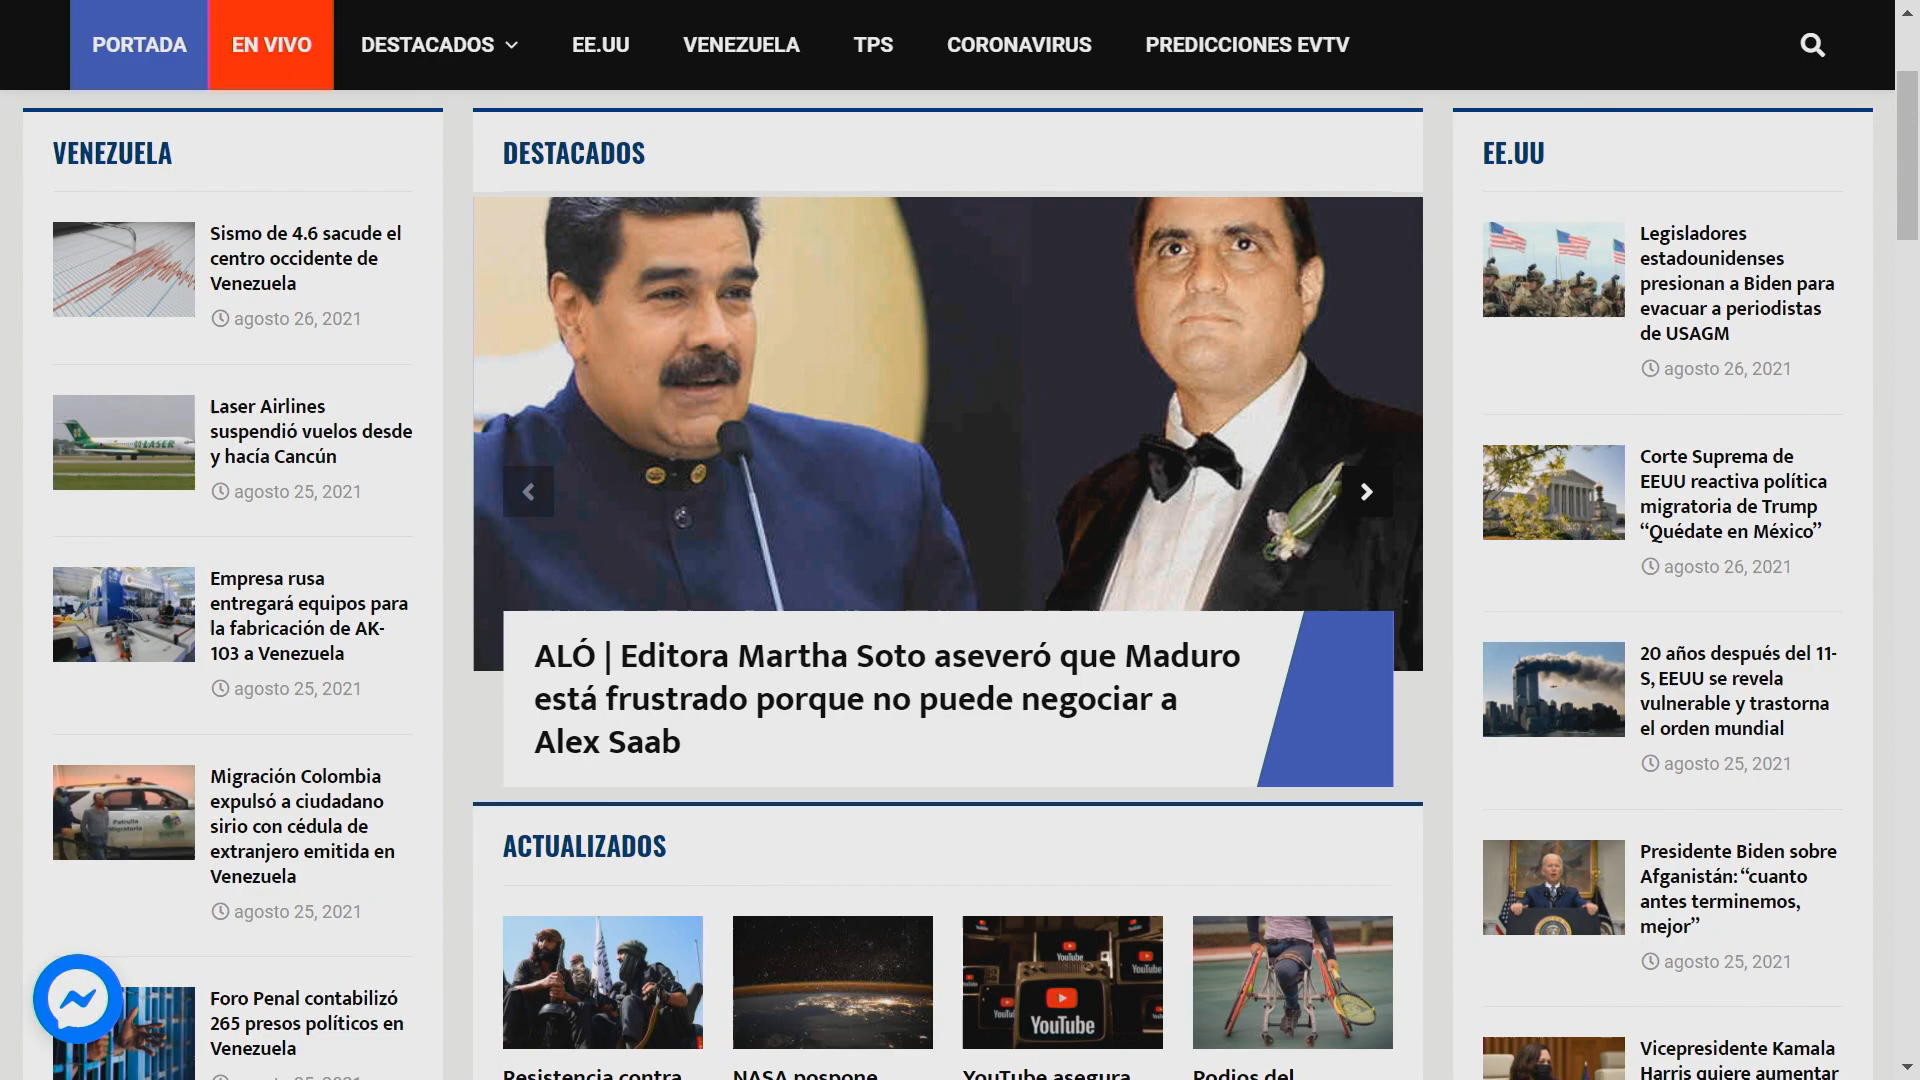 PORTADA
EN VIVO
DESTACADOS
EE.UU
VENEZUELA
TPS
CORONAVIRUS
PREDICCIONES EVTV
VENEZUELA
Sismo de 4.6 sacude el
centro occidente de
Venezuela
agosto 26, 2021
LASER
Laser Airlines
suspendió vuelos desde
y hacía Cancún
agosto 25, 2021
Empresa rusa
entregará equipos para
la fabricación de AK-
103 a Venezuela
agosto 25, 2021
Patrulla
Migratoria
Migración Colombia
expulsó a ciudadano
sirio con cédula de
extranjero emitida en
Venezuela
agosto 25, 2021
Foro Penal contabilizó
265 presos políticos en
Venezuela
DESTACADOS
ALÓ | Editora Martha Soto aseveró que Maduro
está frustrado porque no puede negociar a
Alex Saab
ACTUALIZADOS
YouTube
YouTube
YouTube
Resistencia contra
NASA pospone
YouTube asegura
Podios del
EE.UU
Legisladores
estadounidenses
presionan a Biden para
evacuar a periodistas
de USAGM
agosto 26, 2021
Corte Suprema de
EEUU reactiva política
migratoria de Trump
“Quédate en México”
agosto 26, 2021
20 años después del 11-
S, EEUU se revela
vulnerable y trastorna
el orden mundial
agosto 25, 2021
Presidente Biden sobre
Afganistán: “cuanto
antes terminemos,
mejor”
agosto 25, 2021
Vicepresidente Kamala
Harris quiere aumentar